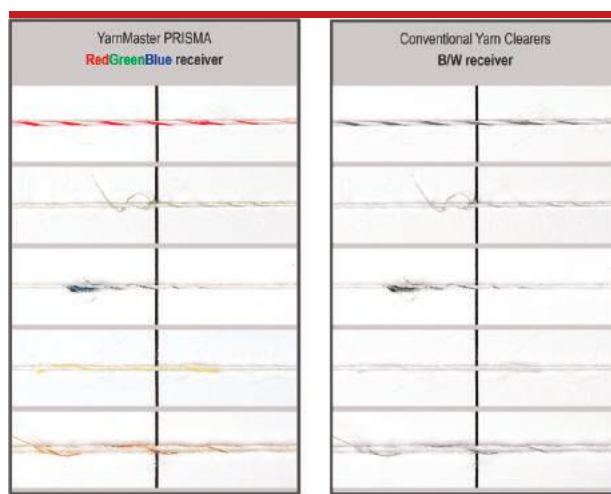 YarnMaster PRISMA
RedGreenBlue receiver
Conventional Yarn Clearers
B/W receiver